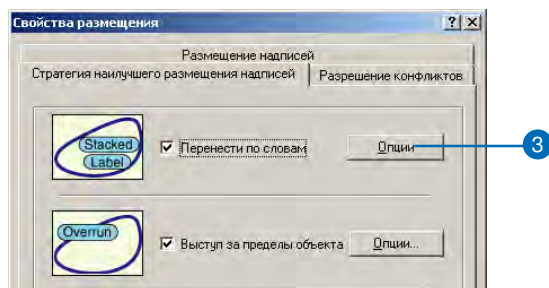 Свойства размещения
Размещение надписей
Стратегия наилучшего размещения надписей Разрешение конфликтов
Stacked
Label
Перенести по словам
Опции
3
Overrun
Выступ за пределы объекта
Опции...